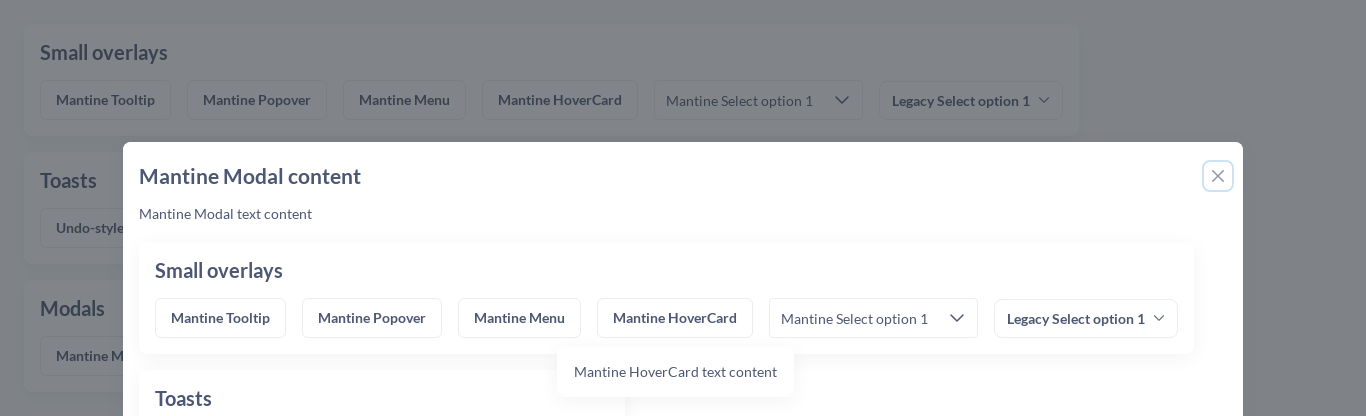 Small overlays
Mantine Tooltip Mantine Popover Mantine Menu Mantine HoverCard Mantine Select option 1 Legacy Select option 1
Toasts
Undo-style
Modals
Mantine M
Mantine Modal content
Mantine Modal text content
Small overlays
Mantine Tooltip Mantine Popover Mantine Menu Mantine HoverCard Mantine Select option 1 Legacy Select option 1
Mantine HoverCard text content
Toasts